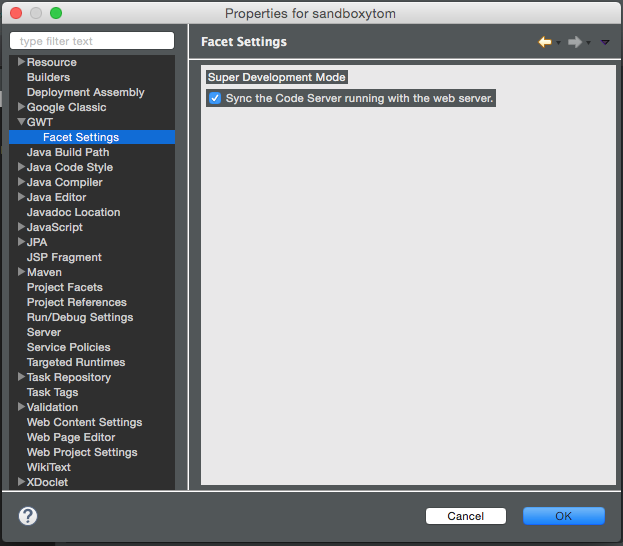 Properties for sandboxytom
type filter text
Resource
Builders
Deployment Assembly
Google Classic
GWT
Facet Settings
Java Build Path
Java Code Style
Java Compiler
Java Editor
Javadoc Location
JavaScript
JPA
JSP Fragment
Maven
Project Facets
Project References
Run/Debug Settings
Server
Service Policies
Targeted Runtimes
Task Repository
Task Tags
Validation
Web Content Settings
Web Page Editor
Web Project Settings
WikiText
XDoclet
Facet Settings
Super Development Mode
Sync the Code Server running with the web server.
?
Cancel
OK